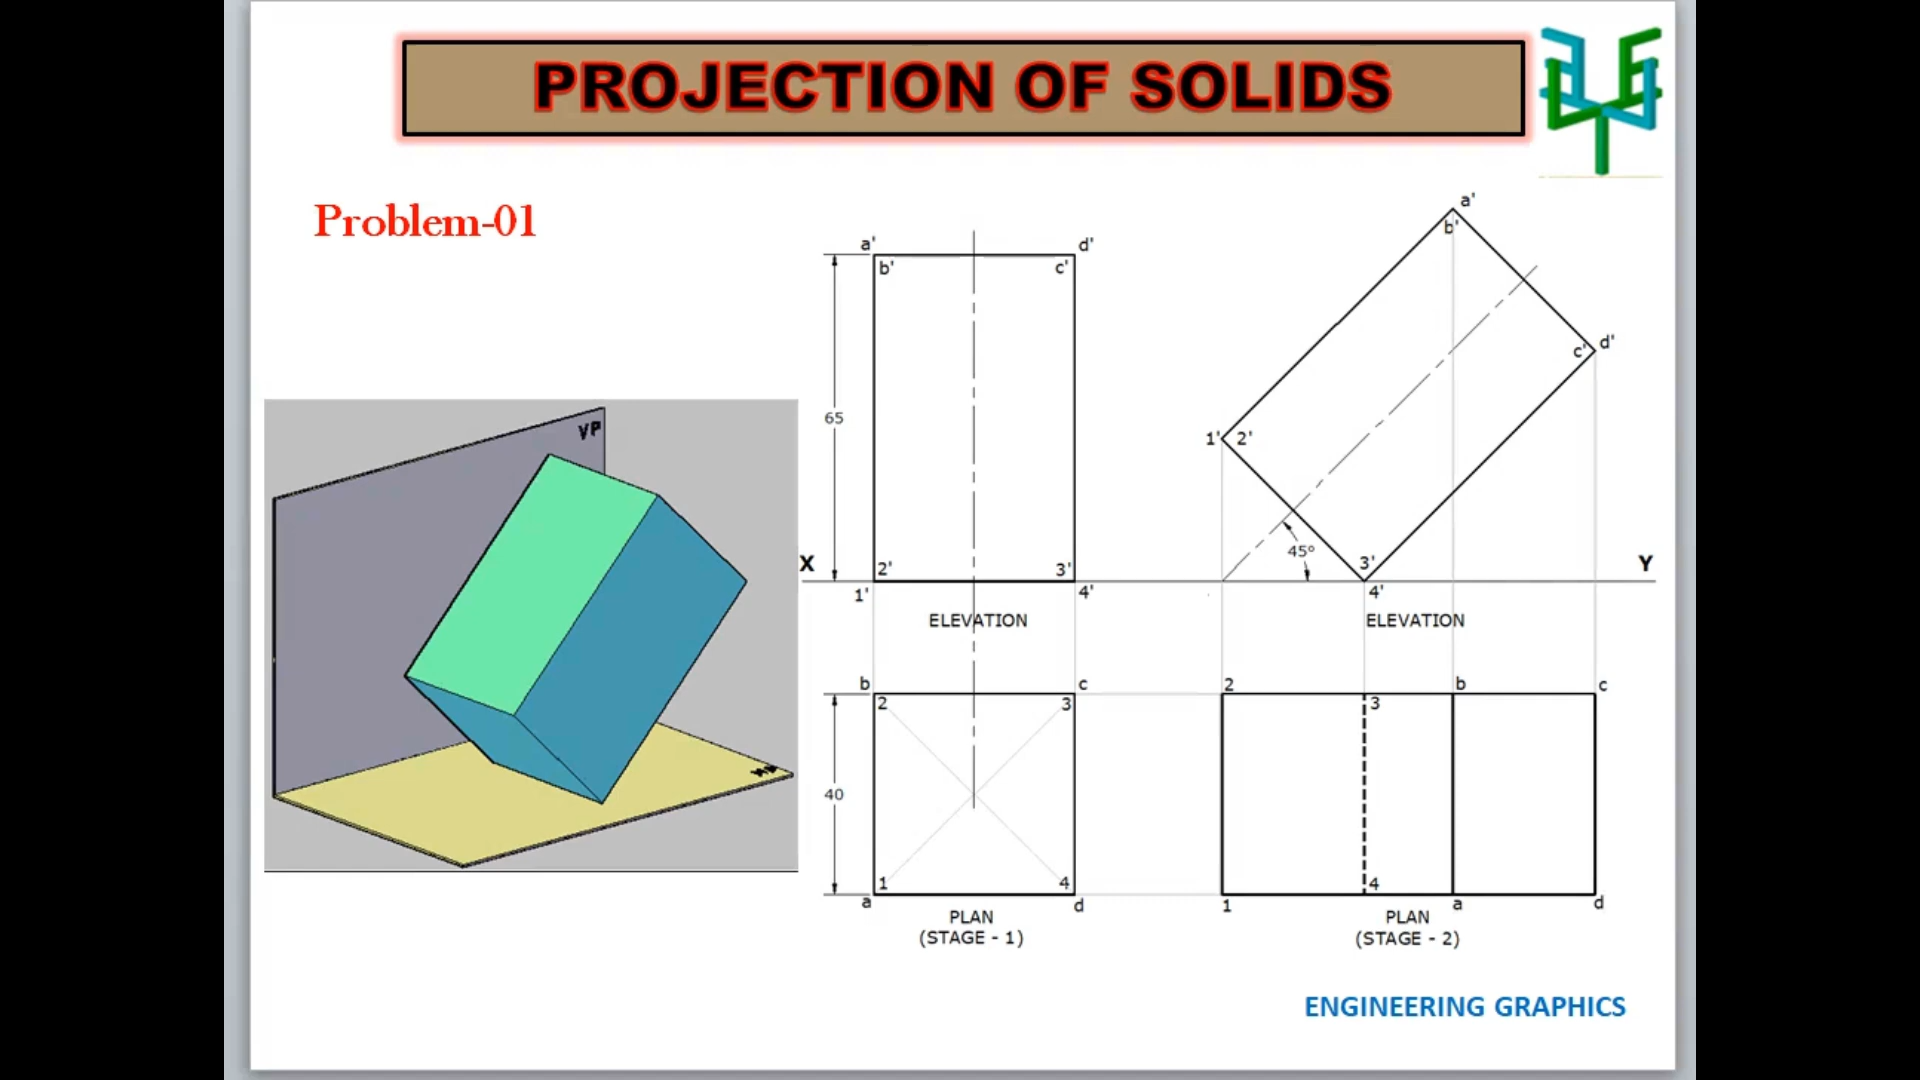 PROJECTION OF SOLIDS
Problem-01
VP
a' d'
b' c'
65
X
2' 3'
1' 4'
ELEVATION
b c
2 3
40
1 4
a d
PLAN
(STAGE - 1)
a'
b'
c' d'
1' 2'
45°
3'
Y
4'
ELEVATION
2 b c
3
4
1 a d
PLAN
(STAGE - 2)
ENGINEERING GRAPHICS